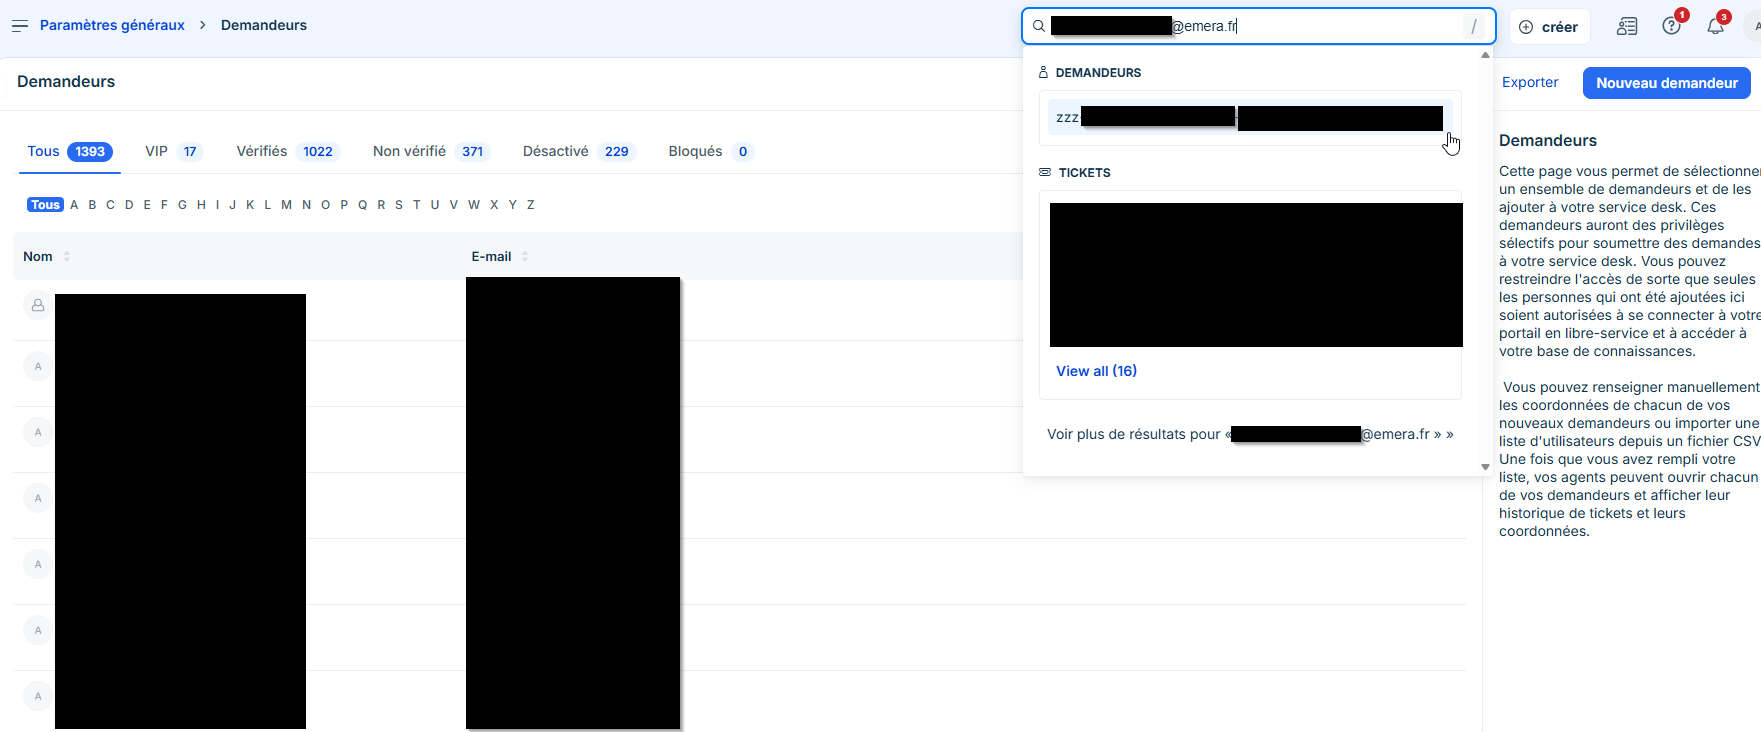 Paramètres généraux > Demandeurs
@emera.fr /
créer
1
3
A
Demandeurs
Exporter
Nouveau demandeur
Tous 1393 VIP 17 Vérifiés 1022 Non vérifié 371 Désactivé 229 Bloqués 0
Tous A B C D E F G H I J K L M N O P Q R S T U V W X Y Z
Nom E-mail
A
A
A
A
A
A
DEMANDEURS
zzz
TICKETS
View all (16)
Voir plus de résultats pour « @emera.fr » »
Demandeurs
Cette page vous permet de sélectionner
un ensemble de demandeurs et de les
ajouter à votre service desk. Ces
demandeurs auront des privilèges
sélectifs pour soumettre des demandes
à votre service desk. Vous pouvez
restreindre l'accès de sorte que seules
les personnes qui ont été ajoutées ici
soient autorisées à se connecter à votre
portail en libre-service et à accéder à
votre base de connaissances.
Vous pouvez renseigner manuellement
les coordonnées de chacun de vos
nouveaux demandeurs ou importer une
liste d'utilisateurs depuis un fichier CSV
Une fois que vous avez rempli votre
liste, vos agents peuvent ouvrir chacun
de vos demandeurs et afficher leur
historique de tickets et leurs
coordonnées.